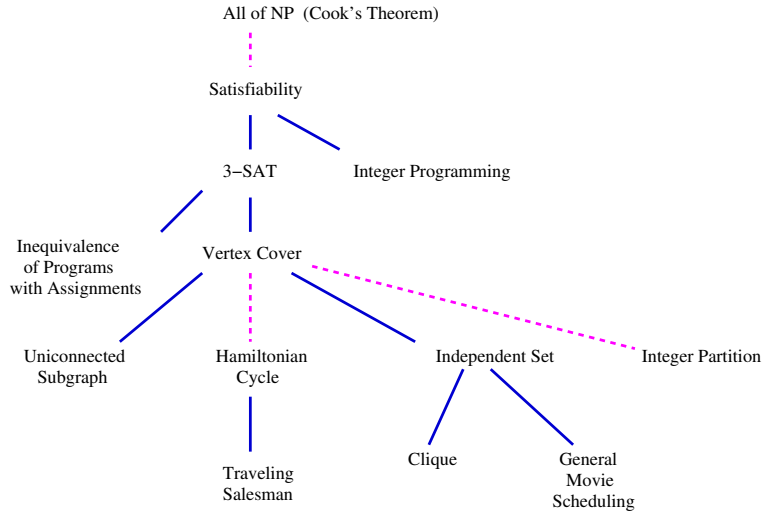 All of NP (Cook's Theorem)
Satisfiability
3−SAT
Integer Programming
Inequivalence
of Programs
with Assignments
Vertex Cover
Uniconnected
Subgraph
Hamiltonian
Cycle
Independent Set
Integer Partition
Traveling
Salesman
Clique
General
Movie
Scheduling